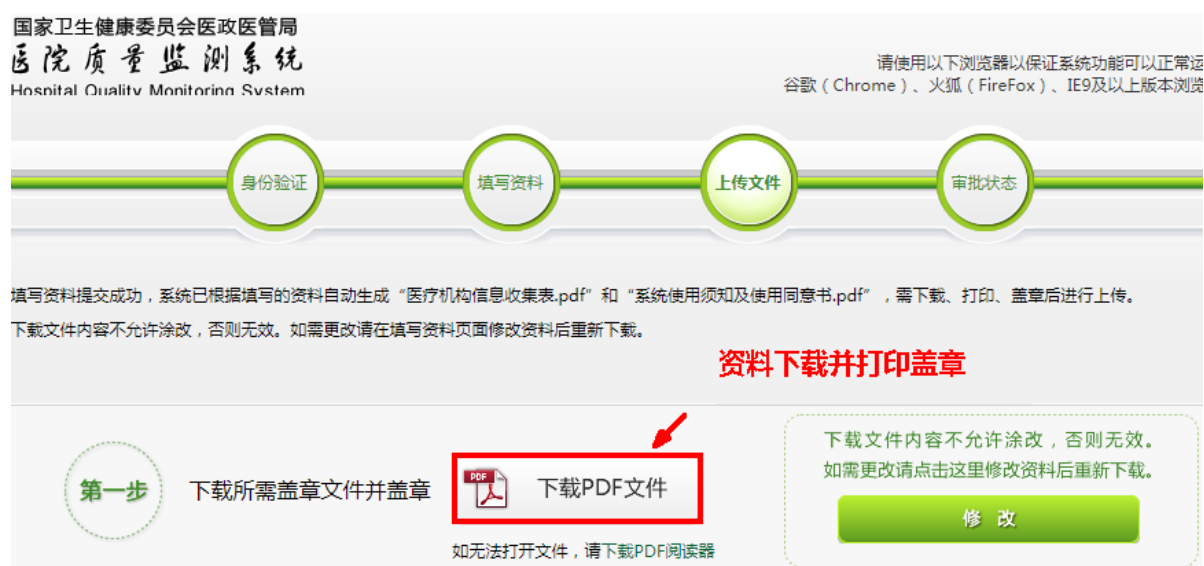 国家卫生健康委员会医政医管局
医院质量监测系统
Hospital Quality Monitoring System
请使用以下浏览器以保证系统功能可以正常运
谷歌（Chrome）、火狐（FireFox）、IE9及以上版本浏览
身份验证
填写资料
上传文件
审批状态
填写资料提交成功，系统已根据填写的资料自动生成“医疗机构信息收集表.pdf”和“系统使用须知及使用同意书.pdf”，需下载、打印、盖章后进行上传。
下载文件内容不允许涂改，否则无效。如需更改请在填写资料页面修改资料后重新下载。
资料下载并打印盖章
第一步
下载所需盖章文件并盖章
PDF
下载PDF文件
如无法打开文件，请下载PDF阅读器
下载文件内容不允许涂改，否则无效。
如需更改请点击这里修改资料后重新下载。
修 改